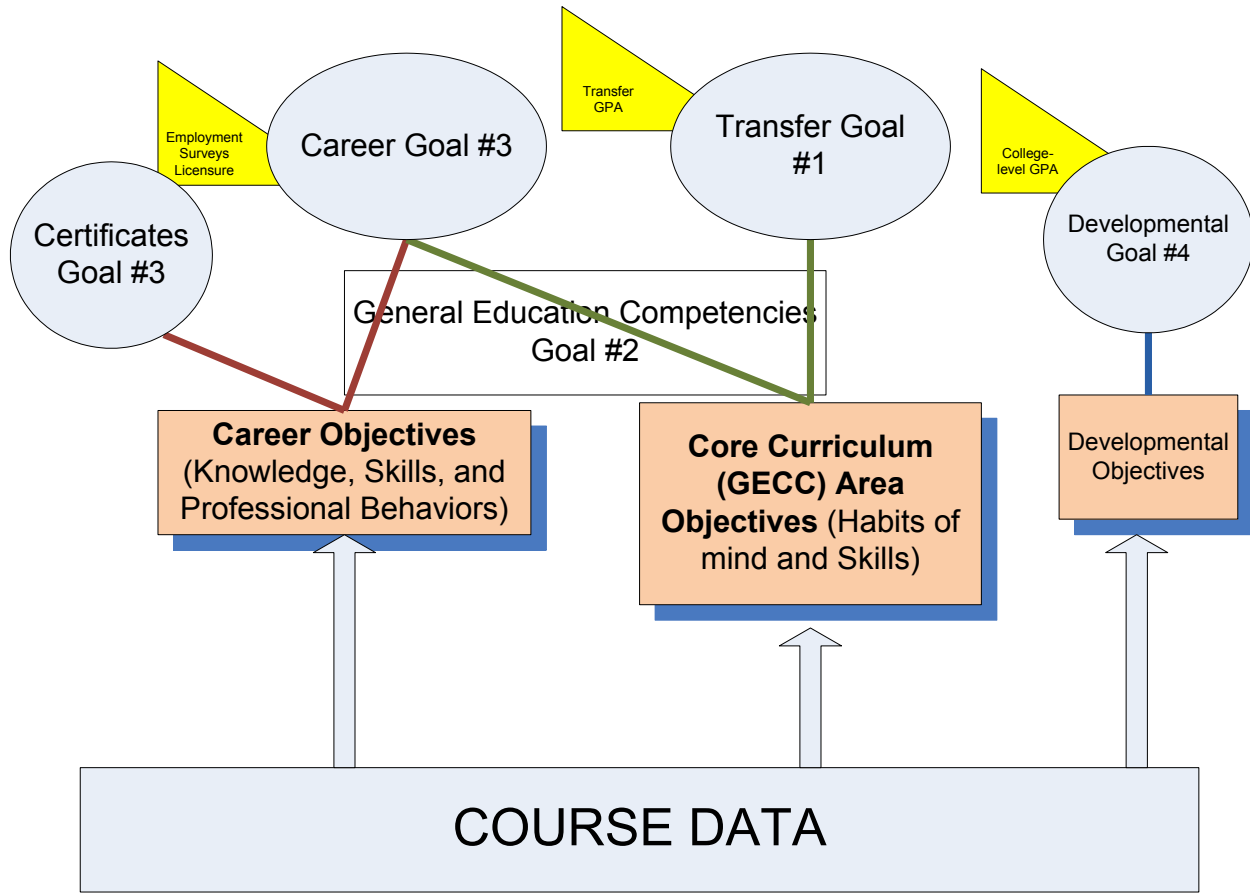 Employment
Surveys
Licensure
Career Goal #3
Transfer
GPA
Transfer Goal
#1
College-
level GPA
Certificates
Goal #3
Developmental
Goal #4
General Education Competencies
Goal #2
Career Objectives
(Knowledge, Skills, and
Professional Behaviors)
Core Curriculum
(GECC) Area
Objectives (Habits of
mind and Skills)
Developmental
Objectives
COURSE DATA